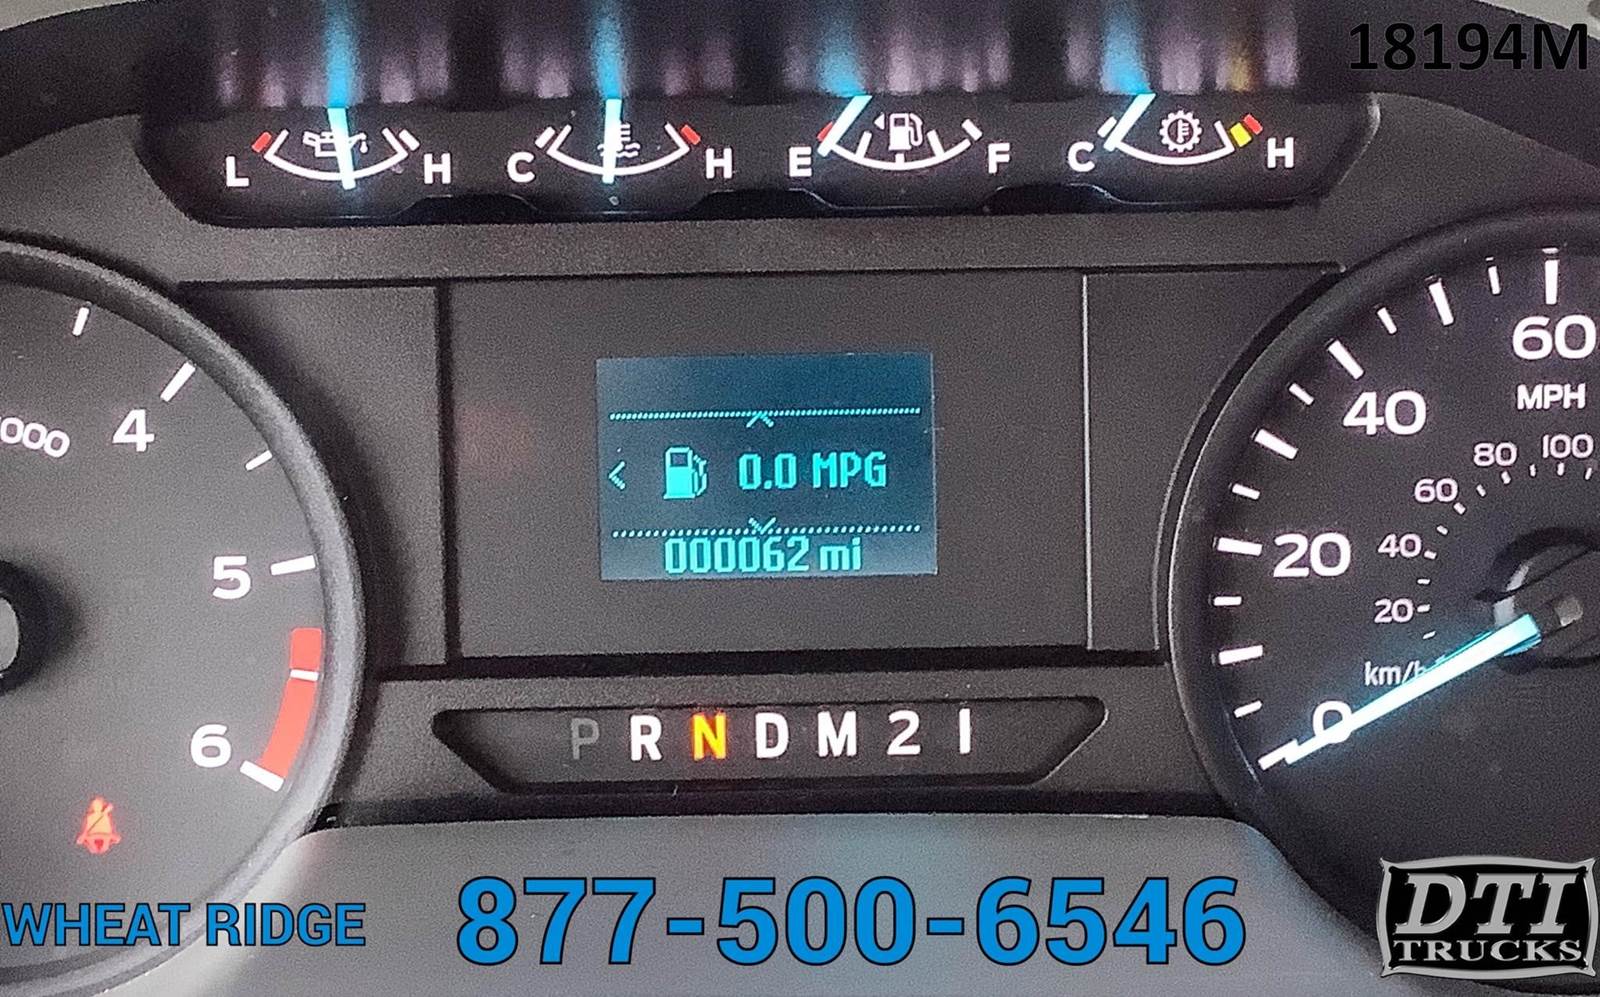 18194M
L H C H E F C H
000
4
5
6
0.0 MPG
000062 mi
P R N D M 2 1
60
MPH
40
20
0
80 100
60
40
20
km/h
WHEAT RIDGE
877-500-6546
DTI
TRUCKS